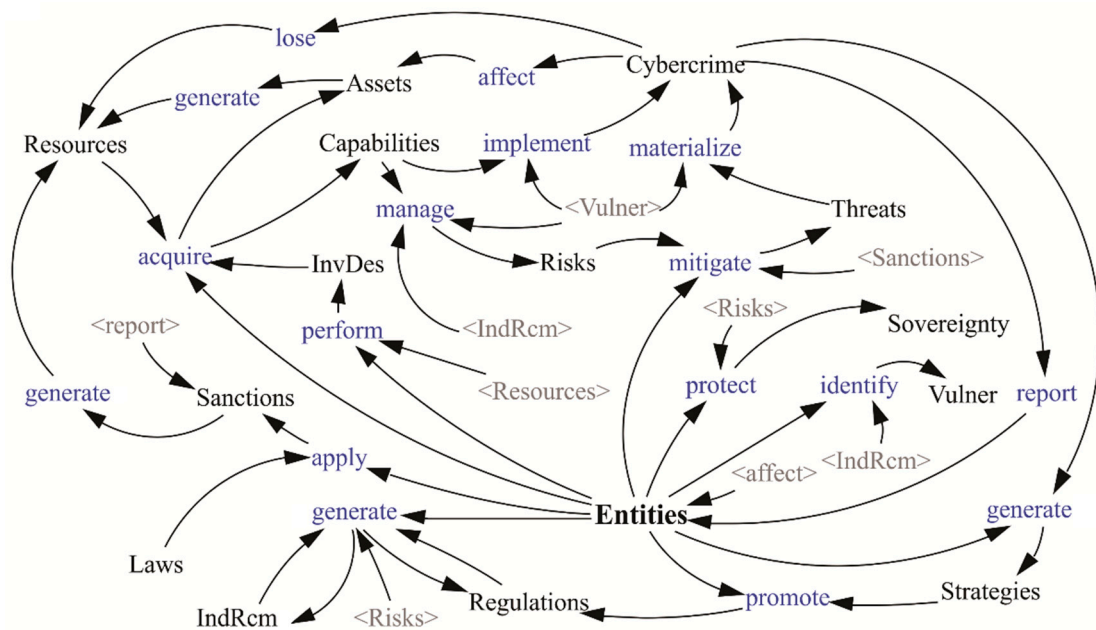 lose
Cybercrime
affect
Assets
generate
Resources
Capabilities
implement
materialize
manage
<Vulner>
Threats
acquire
InvDes
Risks
mitigate
<Sanctions>
<report>
perform
<IndRcm>
<Risks>
Sovereignty
generate
Sanctions
<Resources>
protect
identify
Vulner
report
apply
<affect>
<IndRcm>
generate
Entities
generate
Laws
IndRcm
<Risks>
Regulations
promote
Strategies